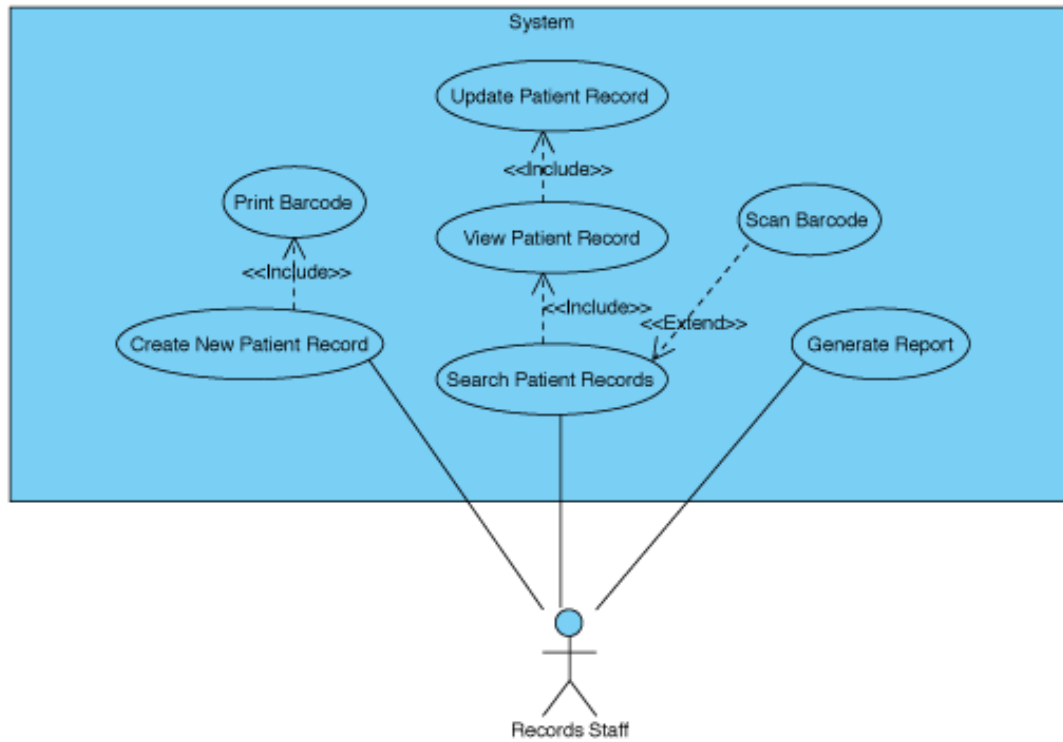 System
Update Patient Record
<<Include>>
Print Barcode
Scan Barcode
View Patient Record
<<Include>>
<<Include>>
<<Extend>>
Create New Patient Record
Generate Report
Search Patient Records
Records Staff